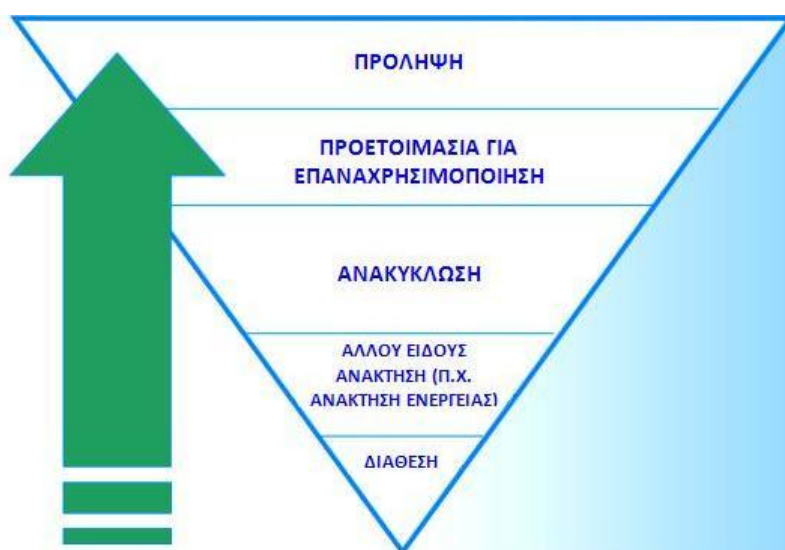 ΠΡΟΛΗΨΗ
ΠΡΟΕΤΟΙΜΑΣΙΑ ΓΙΑ
ΕΠΑΝΑΧΡΗΣΙΜΟΠΟΙΗΣΗ
ΑΝΑΚΥΚΛΩΣΗ
ΑΛΛΟΥ ΕΙΔΟΥΣ
ΑΝΑΚΤΗΣΗ (Π.Χ.
ΑΝΑΚΤΗΣΗ ΕΝΕΡΓΕΙΑΣ)
ΔΙΑΘΕΣΗ